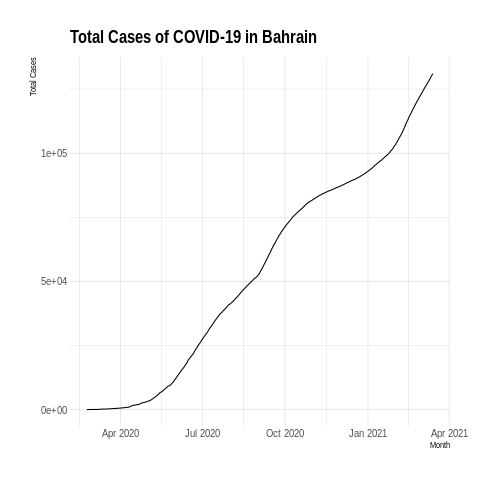 Total Cases of COVID-19 in Bahrain
Total Cases
1e+05
5e+04
0e+00
Apr 2020 Jul 2020 Oct 2020 Jan 2021 Apr 2021
Month